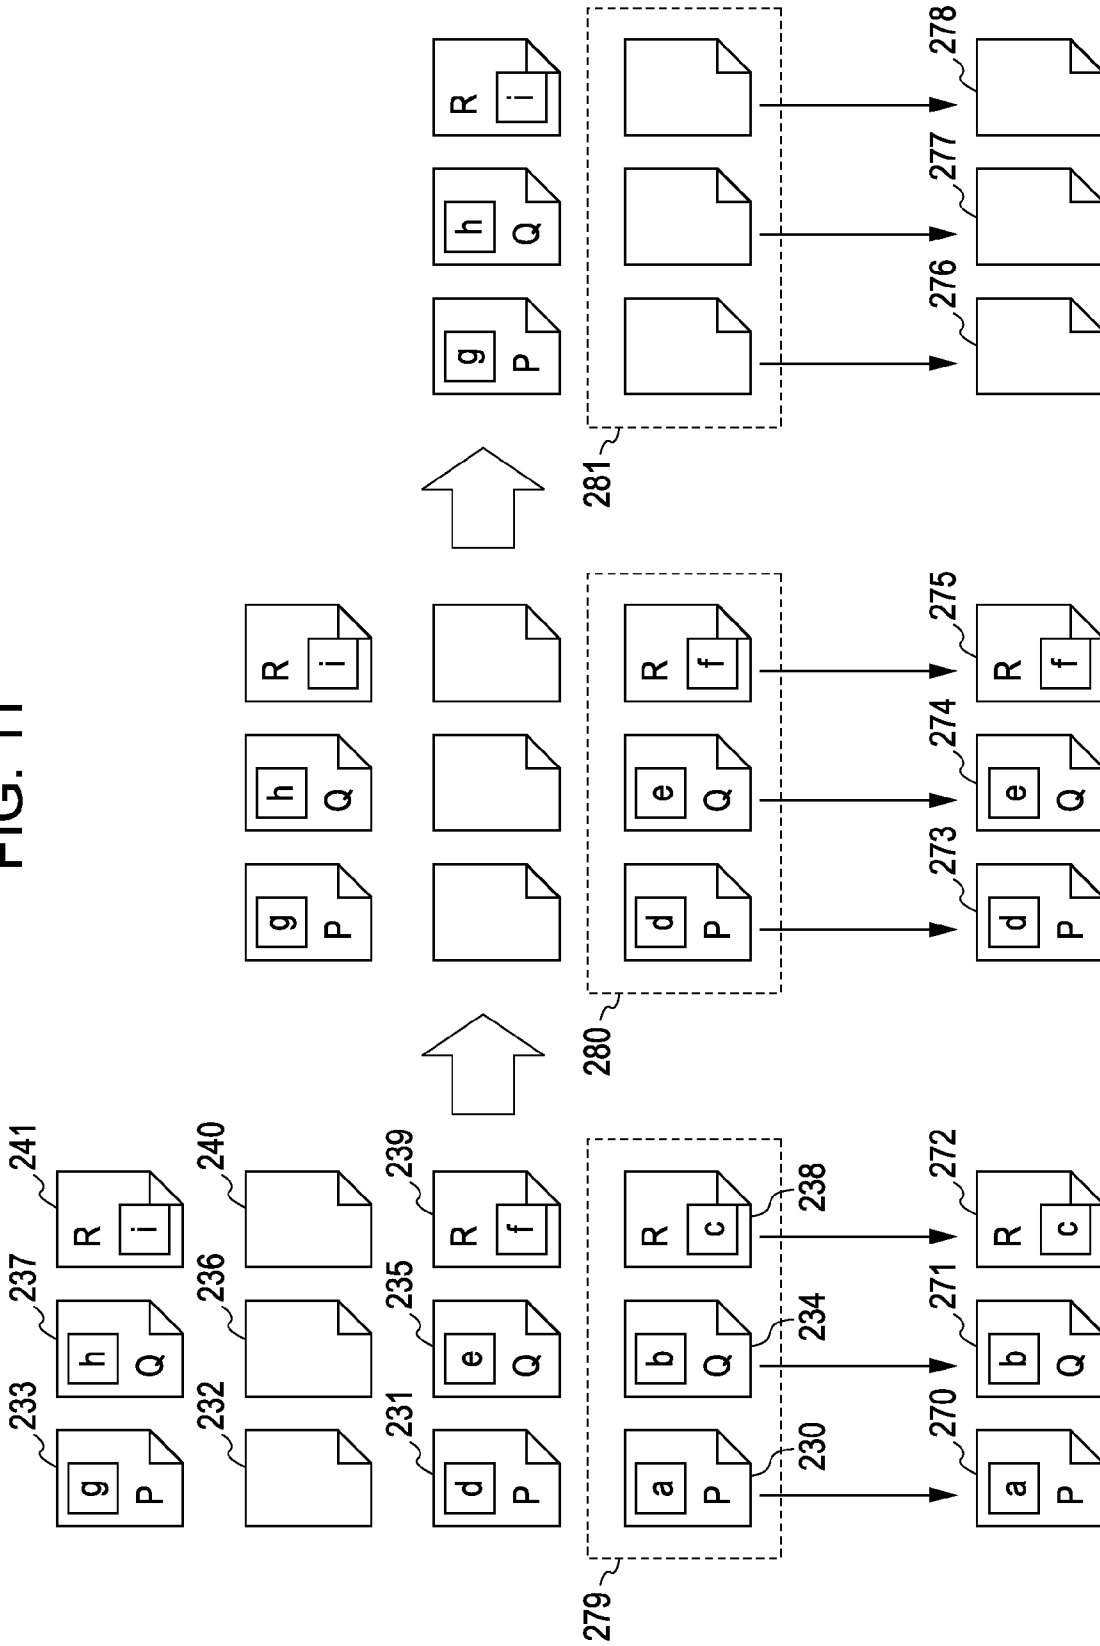 FIG. 11
233 237 241
g h R
P Q i
232 236 240
g h R
P Q i
231 235 239
d e R g h R
P Q f P Q i
279 280 281
a b R d e R
P Q c P Q f
230 234 238
270 271 272 273 274 275 276 277 278
a b R d e R
P Q c P Q f